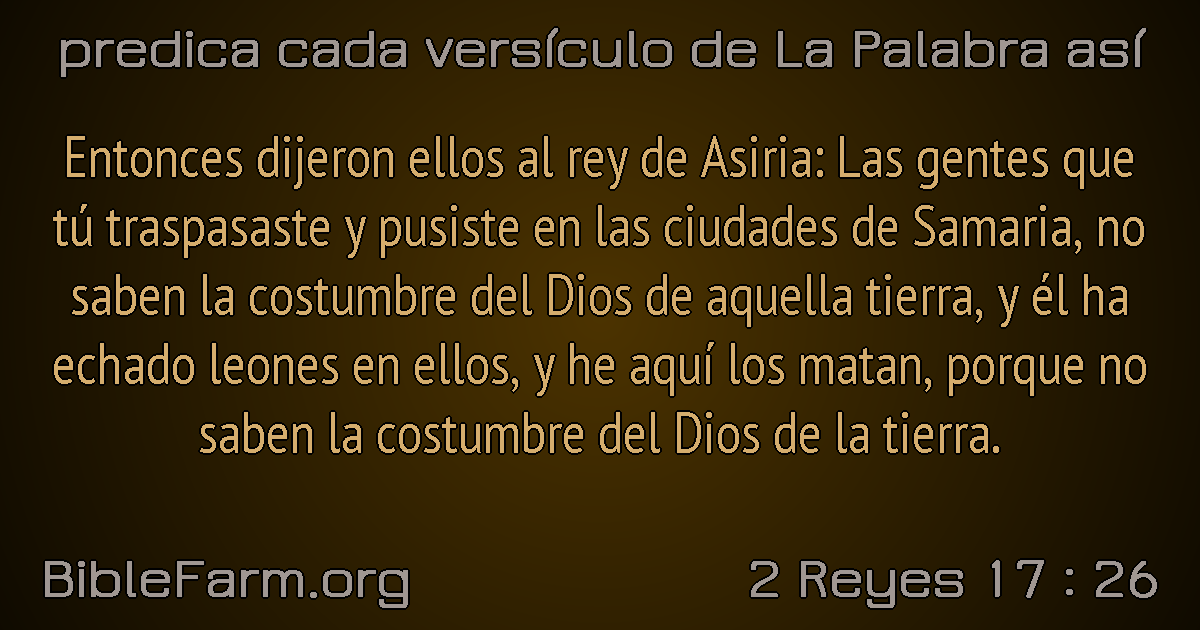 predica cada versículo de La Palabra así
Entonces dijeron ellos al rey de Asiria: Las gentes que
tú traspasaste y pusiste en las ciudades de Samaria, no
saben la costumbre del Dios de aquella tierra, y él ha
echado leones en ellos, y he aquí los matan, porque no
saben la costumbre del Dios de la tierra.
BibleFarm.org
2 Reyes 17 : 26